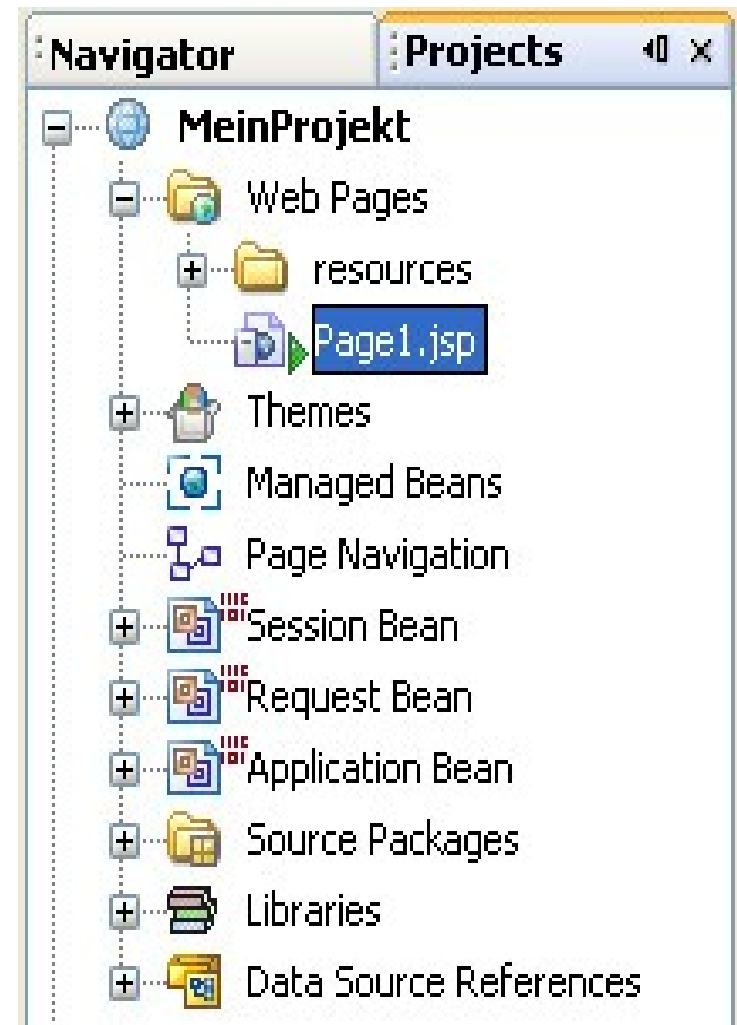 Navigator Projects
MeinProjekt
Web Pages
resources
Page1.jsp
Themes
Managed Beans
Page Navigation
Session Bean
Request Bean
Application Bean
Source Packages
Libraries
Data Source References